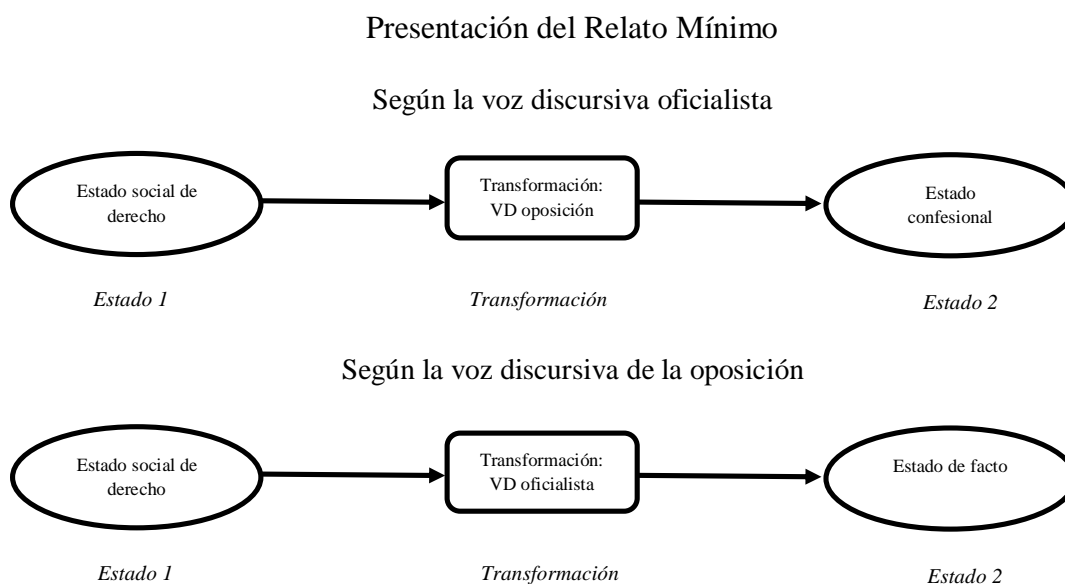 Presentación del Relato Mínimo
Según la voz discursiva oficialista
Estado social de
derecho
Transformación:
VD oposición
Estado
confesional
Estado 1
Transformación
Estado 2
Según la voz discursiva de la oposición
Estado social de
derecho
Transformación:
VD oficialista
Estado de facto
Estado 1
Transformación
Estado 2